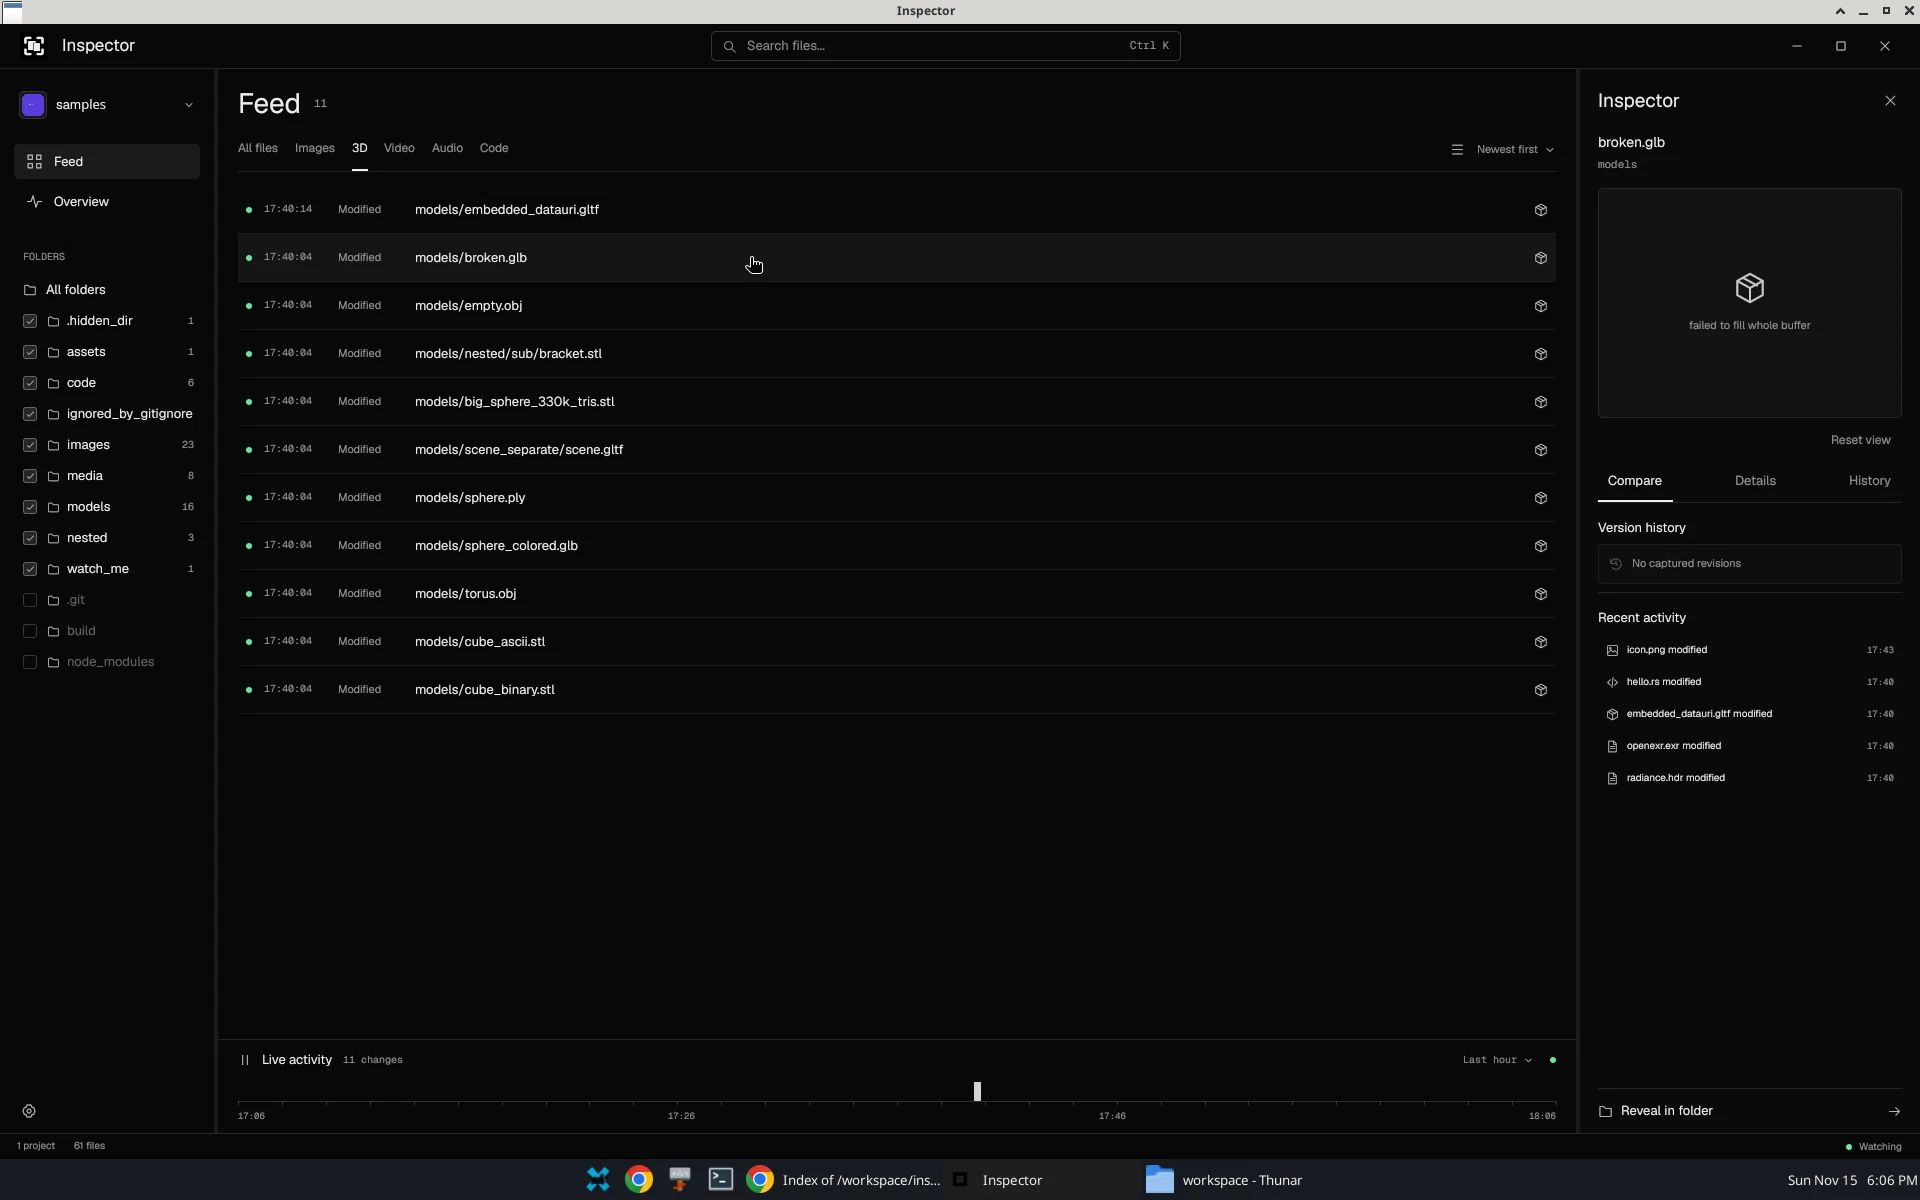 Inspector
Inspector
Search files...
Ctrl K
samples
Feed
Overview
FOLDERS
All folders
.hidden_dir 1
assets 1
code 6
ignored_by_gitignore
images 23
media 8
models 16
nested 3
watch_me 1
.git
build
node_modules
Feed 11
All files Images 3D Video Audio Code
Newest first
17:40:14 Modified models/embedded_datauri.gltf
17:40:04 Modified models/broken.glb
17:40:04 Modified models/empty.obj
17:40:04 Modified models/nested/sub/bracket.stl
17:40:04 Modified models/big_sphere_330k_tris.stl
17:40:04 Modified models/scene_separate/scene.gltf
17:40:04 Modified models/sphere.ply
17:40:04 Modified models/sphere_colored.glb
17:40:04 Modified models/torus.obj
17:40:04 Modified models/cube_ascii.stl
17:40:04 Modified models/cube_binary.stl
Live activity 11 changes
Last hour
17:06 17:26 17:46 18:06
Inspector
broken.glb
models
failed to fill whole buffer
Reset view
Compare Details History
Version history
No captured revisions
Recent activity
icon.png modified 17:43
hello.rs modified 17:40
embedded_datauri.gltf modified 17:40
openexr.exr modified 17:40
radiance.hdr modified 17:40
Reveal in folder
1 project 61 files
Watching
Index of /workspace/ins...
Inspector
workspace - Thunar
Sun Nov 15 6:06 PM